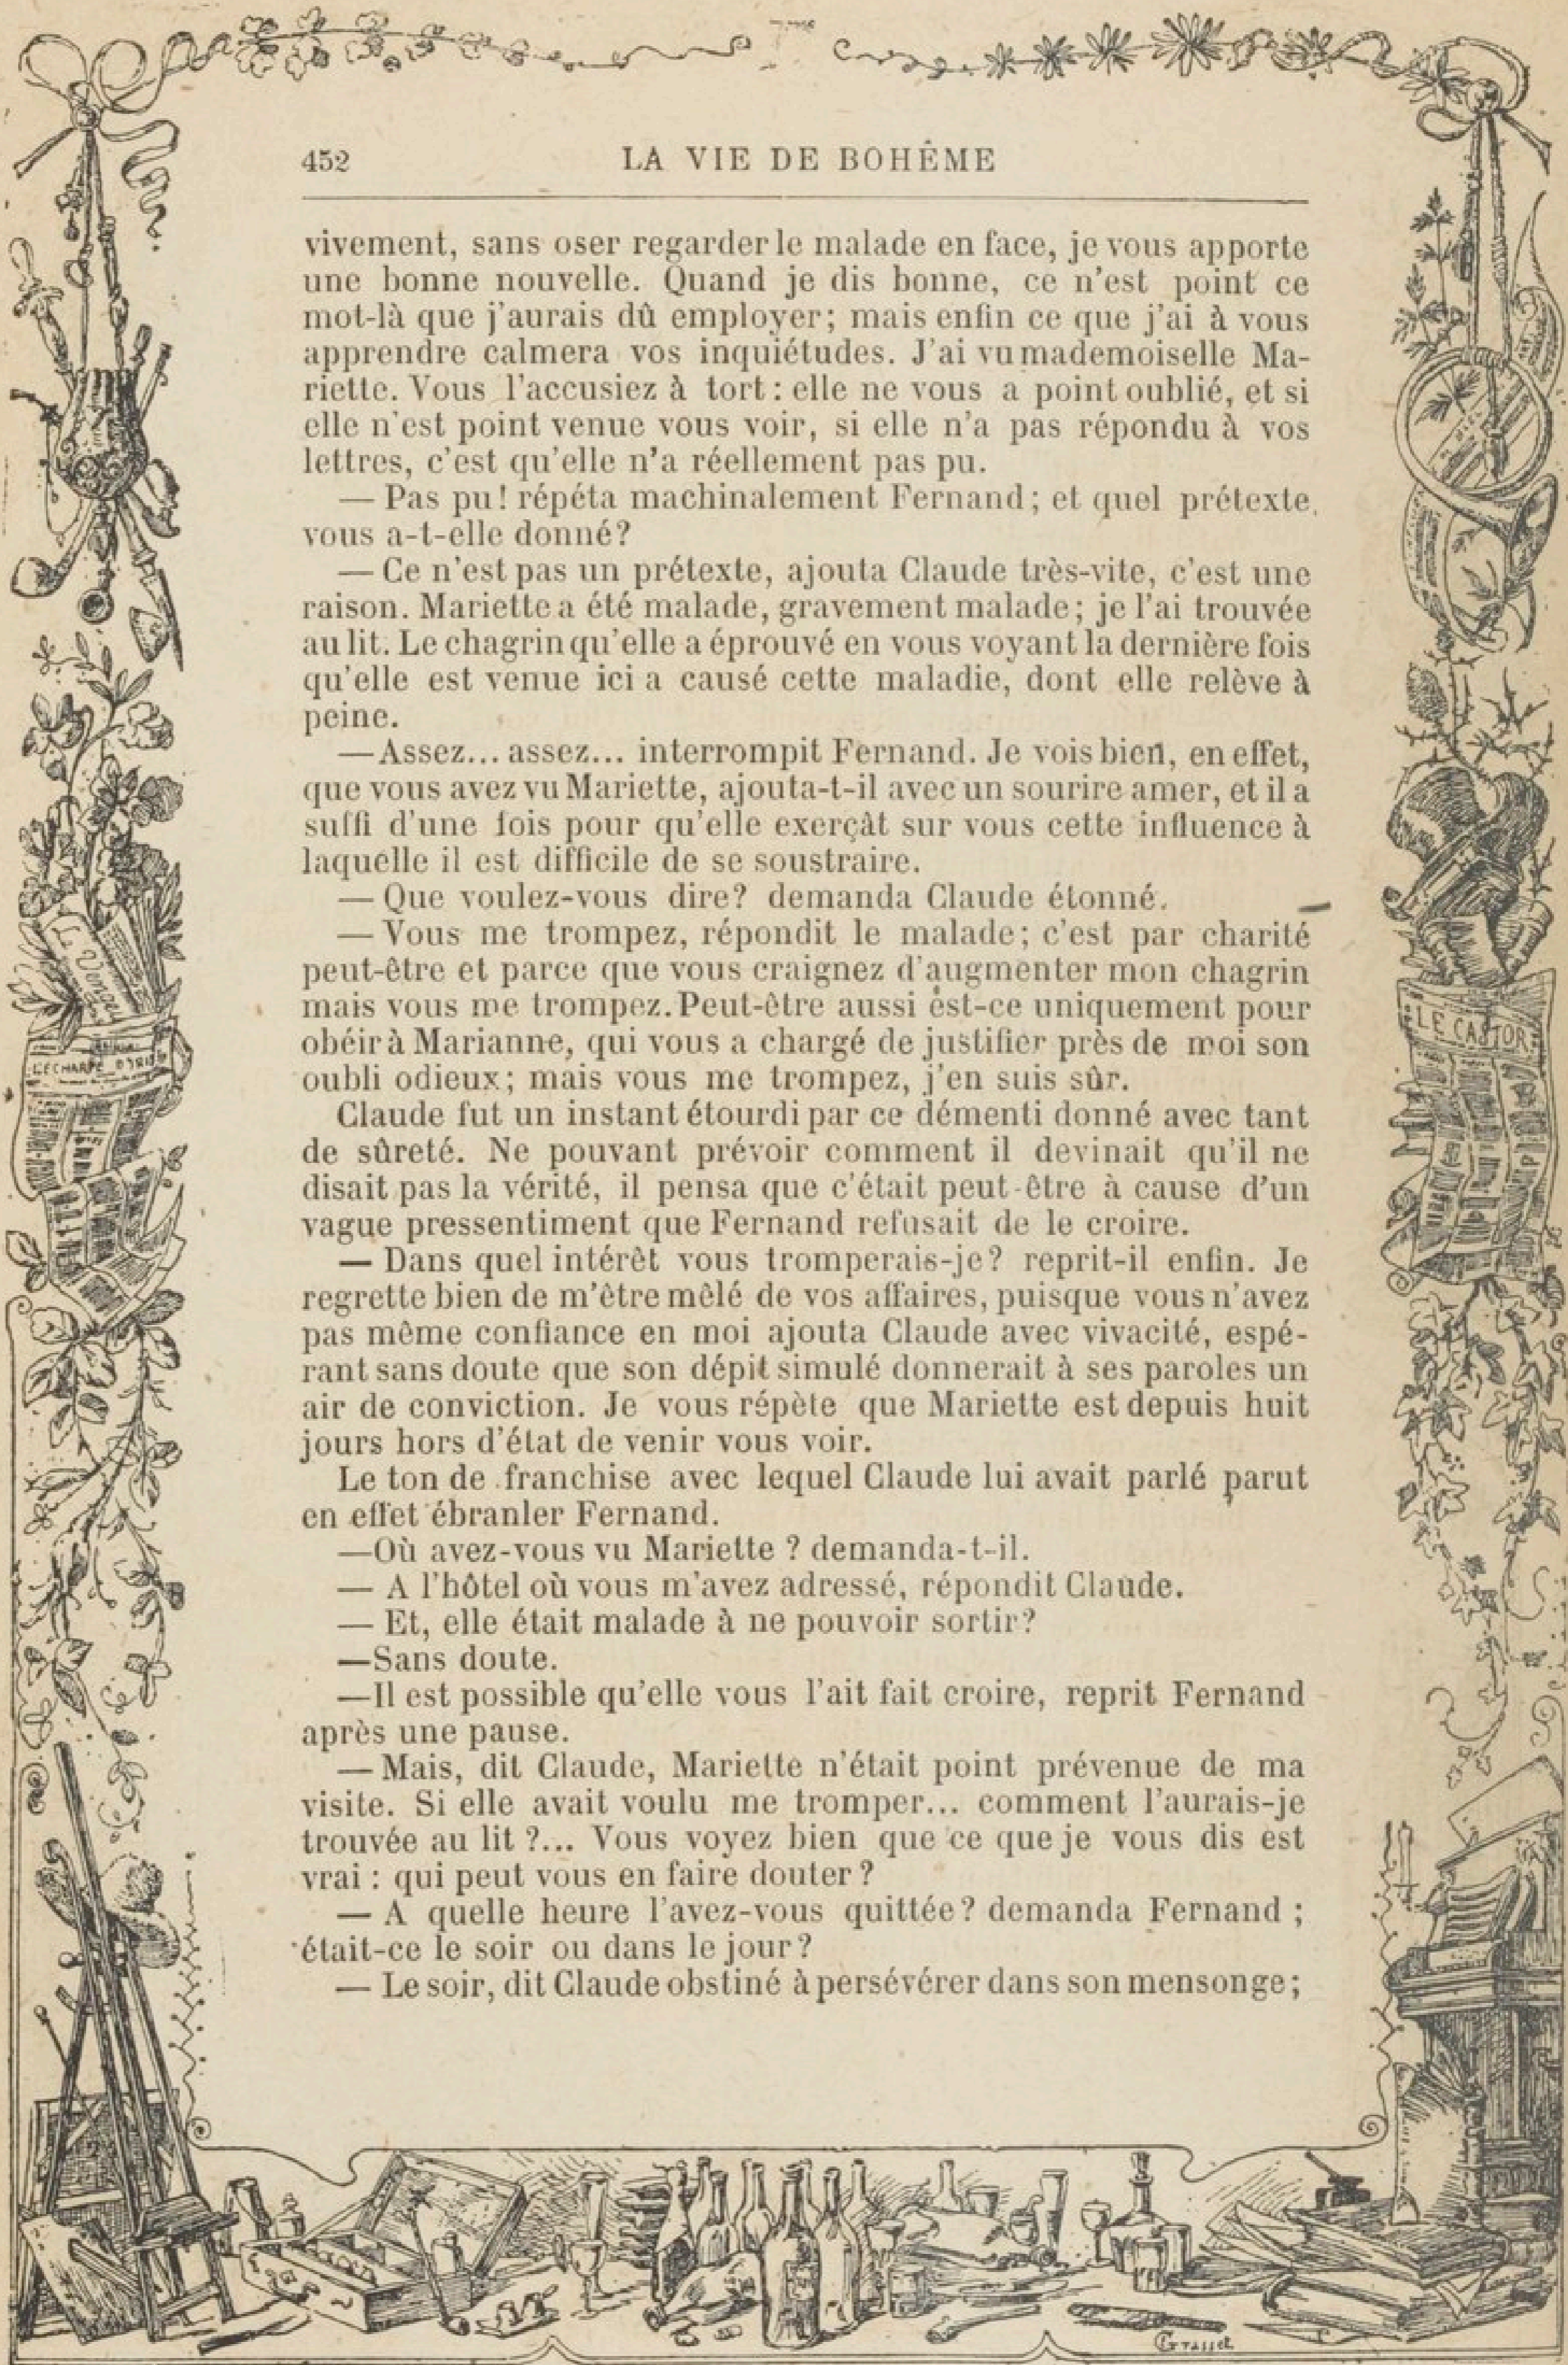 452 LA VIE DE BOHÊME
vivement, sans oser regarder le malade en face, je vous apporte
une bonne nouvelle. Quand je dis bonne, ce n'est point ce
mot-là que j'aurais dû employer; mais enfin ce que j'ai à vous
apprendre calmera vos inquiétudes. J'ai vu mademoiselle Ma-
riette. Vous l'accusiez à tort : elle ne vous a point oublié, et si
elle n'est point venue vous voir, si elle n'a pas répondu à vos
lettres, c'est qu'elle n'a réellement pas pu.
— Pas pu! répéta machinalement Fernand; et quel prétexte
vous a-t-elle donné?
— Ce n'est pas un prétexte, ajouta Claude très-vite, c'est une
raison. Mariette a été malade, gravement malade; je l'ai trouvée
au lit. Le chagrin qu'elle a éprouvé en vous voyant la dernière fois
qu'elle est venue ici a causé cette maladie, dont elle relève à
peine.
— Assez... assez... interrompit Fernand. Je vois bien, en effet,
que vous avez vu Mariette, ajouta-t-il avec un sourire amer, et il a
suffi d'une fois pour qu'elle exerçât sur vous cette influence à
laquelle il est difficile de se soustraire.
— Que voulez-vous dire? demanda Claude étonné.
— Vous me trompez, répondit le malade; c'est par charité
peut-être et parce que vous craignez d'augmenter mon chagrin
mais vous me trompez. Peut-être aussi est-ce uniquement pour
obéir à Marianne, qui vous a chargé de justifier près de moi son
oubli odieux; mais vous me trompez, j'en suis sûr.
Claude fut un instant étourdi par ce démenti donné avec tant
de sûreté. Ne pouvant prévoir comment il devinait qu'il ne
disait pas la vérité, il pensa que c'était peut-être à cause d'un
vague pressentiment que Fernand refusait de le croire.
— Dans quel intérêt vous tromperais-je? reprit-il enfin. Je
regrette bien de m'être mêlé de vos affaires, puisque vous n'avez
pas même confiance en moi ajouta Claude avec vivacité, espé-
rant sans doute que son dépit simulé donnerait à ses paroles un
air de conviction. Je vous répète que Mariette est depuis huit
jours hors d'état de venir vous voir.
Le ton de franchise avec lequel Claude lui avait parlé parut
en effet ébranler Fernand.
— Où avez-vous vu Mariette ? demanda-t-il.
— A l'hôtel où vous m'avez adressé, répondit Claude.
— Et, elle était malade à ne pouvoir sortir?
— Sans doute.
— Il est possible qu'elle vous l'ait fait croire, reprit Fernand
après une pause.
— Mais, dit Claude, Mariette n'était point prévenue de ma
visite. Si elle avait voulu me tromper... comment l'aurais-je
trouvée au lit ?... Vous voyez bien que ce que je vous dis est
vrai : qui peut vous en faire douter ?
— A quelle heure l'avez-vous quittée? demanda Fernand ;
était-ce le soir ou dans le jour?
— Le soir, dit Claude obstiné à persévérer dans son mensonge;
L'ÉCHARPE D'IRIS
LE CASTOR
Grasset